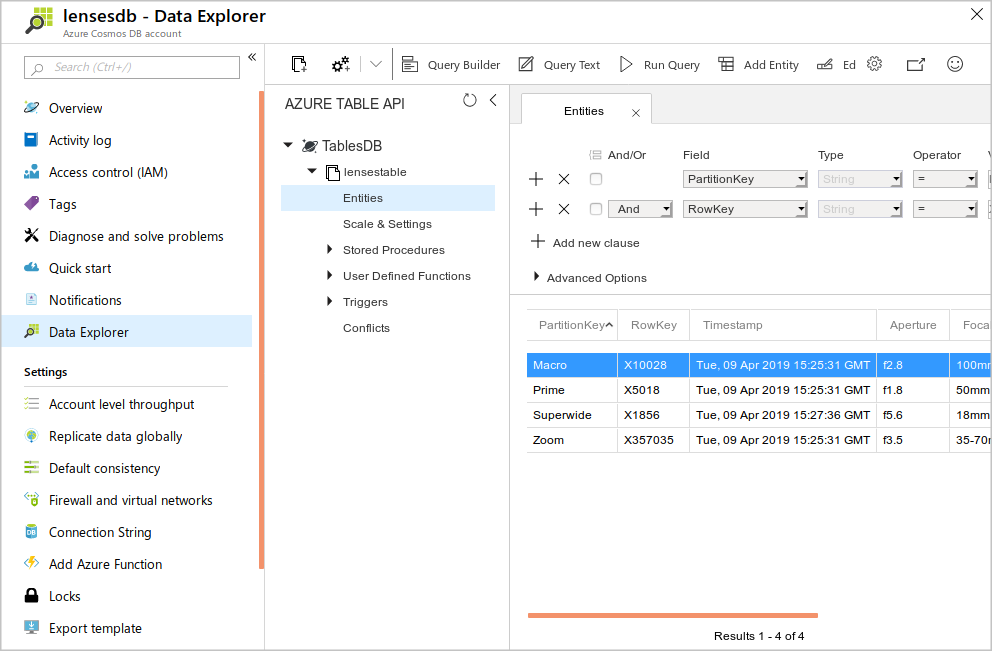 lensesdb - Data Explorer
Azure Cosmos DB account
Search (Ctrl+/)
Overview
Activity log
Access control (IAM)
Tags
Diagnose and solve problems
Quick start
Notifications
Data Explorer
Settings
Account level throughput
Replicate data globally
Default consistency
Firewall and virtual networks
Connection String
Add Azure Function
Locks
Export template
AZURE TABLE API
TablesDB
lensestable
Entities
Scale & Settings
Stored Procedures
User Defined Functions
Triggers
Conflicts
Query Builder Query Text Run Query Add Entity Ed
Entities
And/Or Field Type Operator
PartitionKey String =
And RowKey String =
Add new clause
Advanced Options
PartitionKey RowKey Timestamp Aperture Foca
Macro X10028 Tue, 09 Apr 2019 15:25:31 GMT f2.8 100mm
Prime X5018 Tue, 09 Apr 2019 15:25:31 GMT f1.8 50mm
Superwide X1856 Tue, 09 Apr 2019 15:27:36 GMT f5.6 18mm
Zoom X357035 Tue, 09 Apr 2019 15:25:31 GMT f3.5 35-70m
Results 1 - 4 of 4